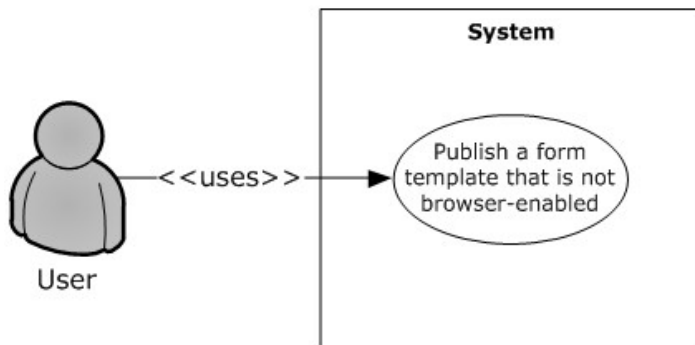 System
Publish a form
template that is not
browser-enabled
<<uses>>
User